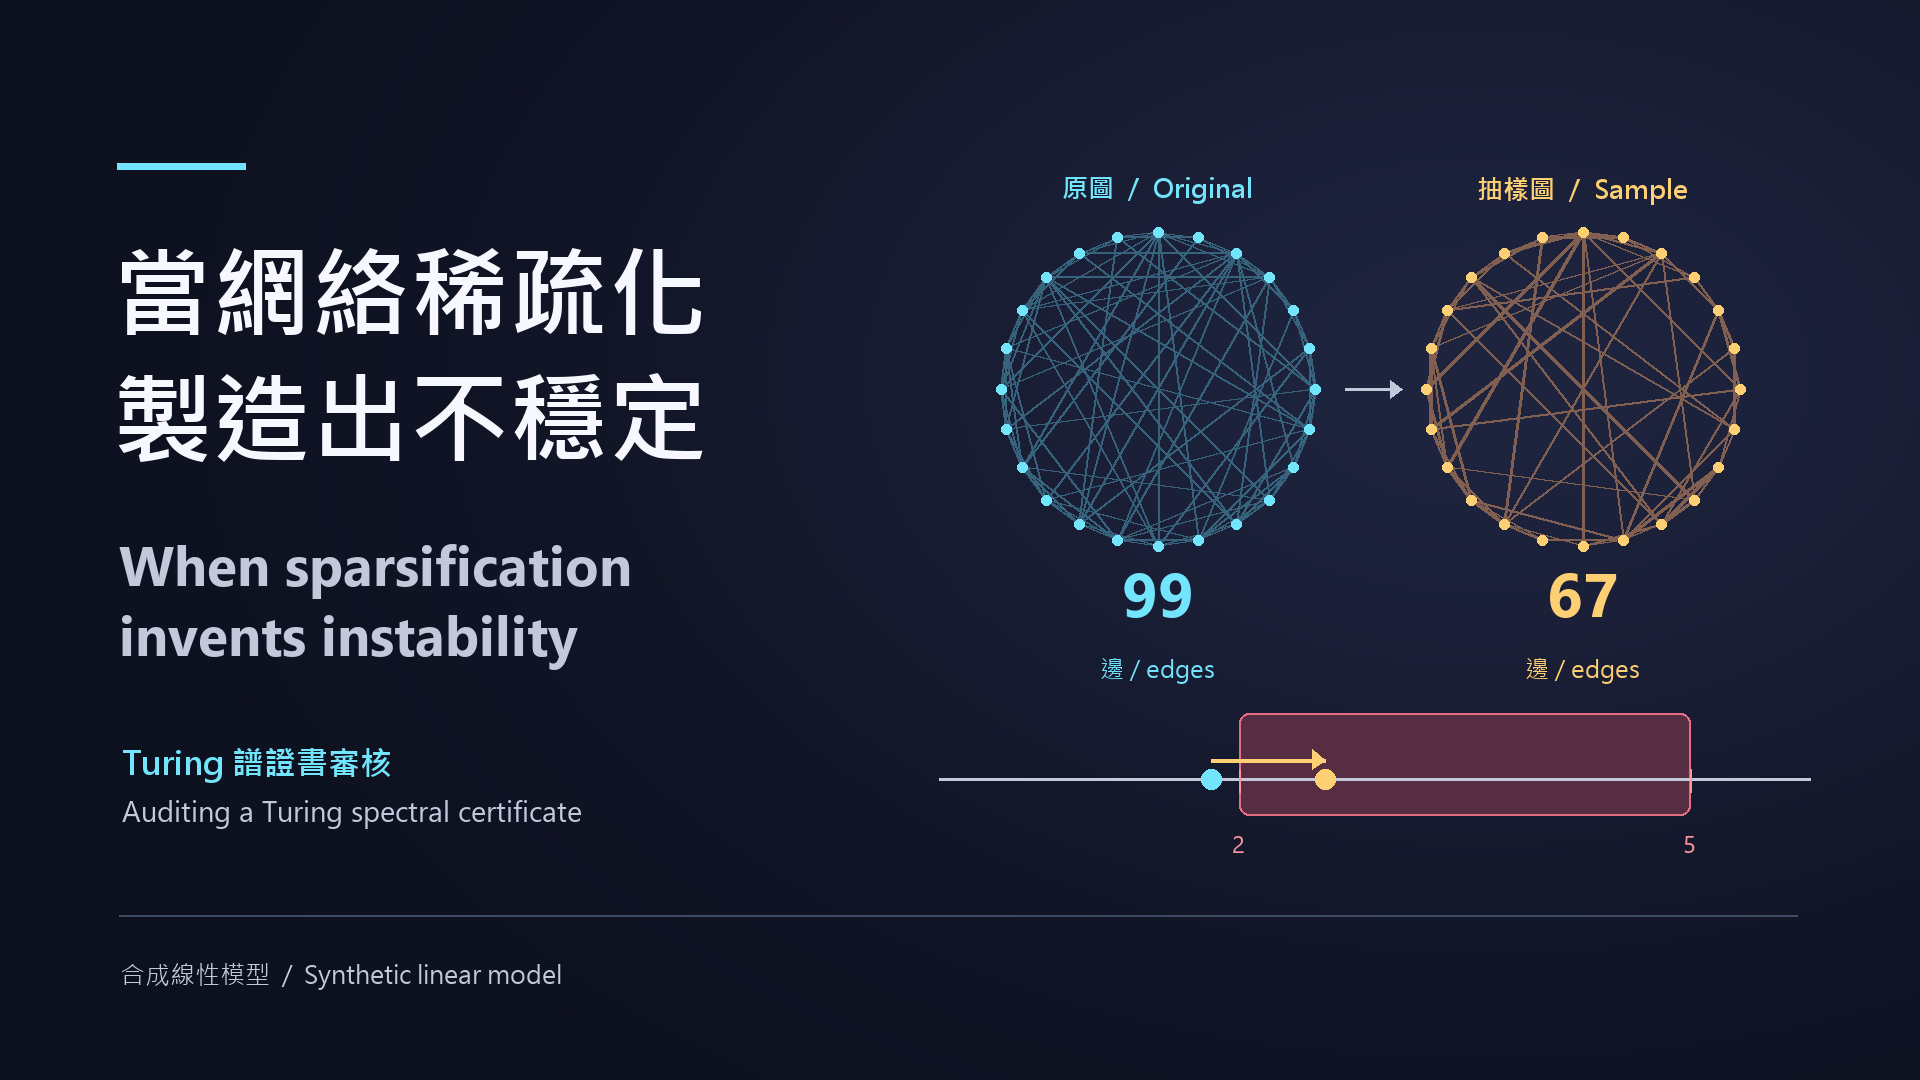 當網絡稀疏化
製造出不穩定
When sparsification
invents instability
Turing 譜證書審核
Auditing a Turing spectral certificate
原圖 / Original
抽樣圖 / Sample
99
67
邊 / edges
邊 / edges
2
5
合成線性模型 / Synthetic linear model